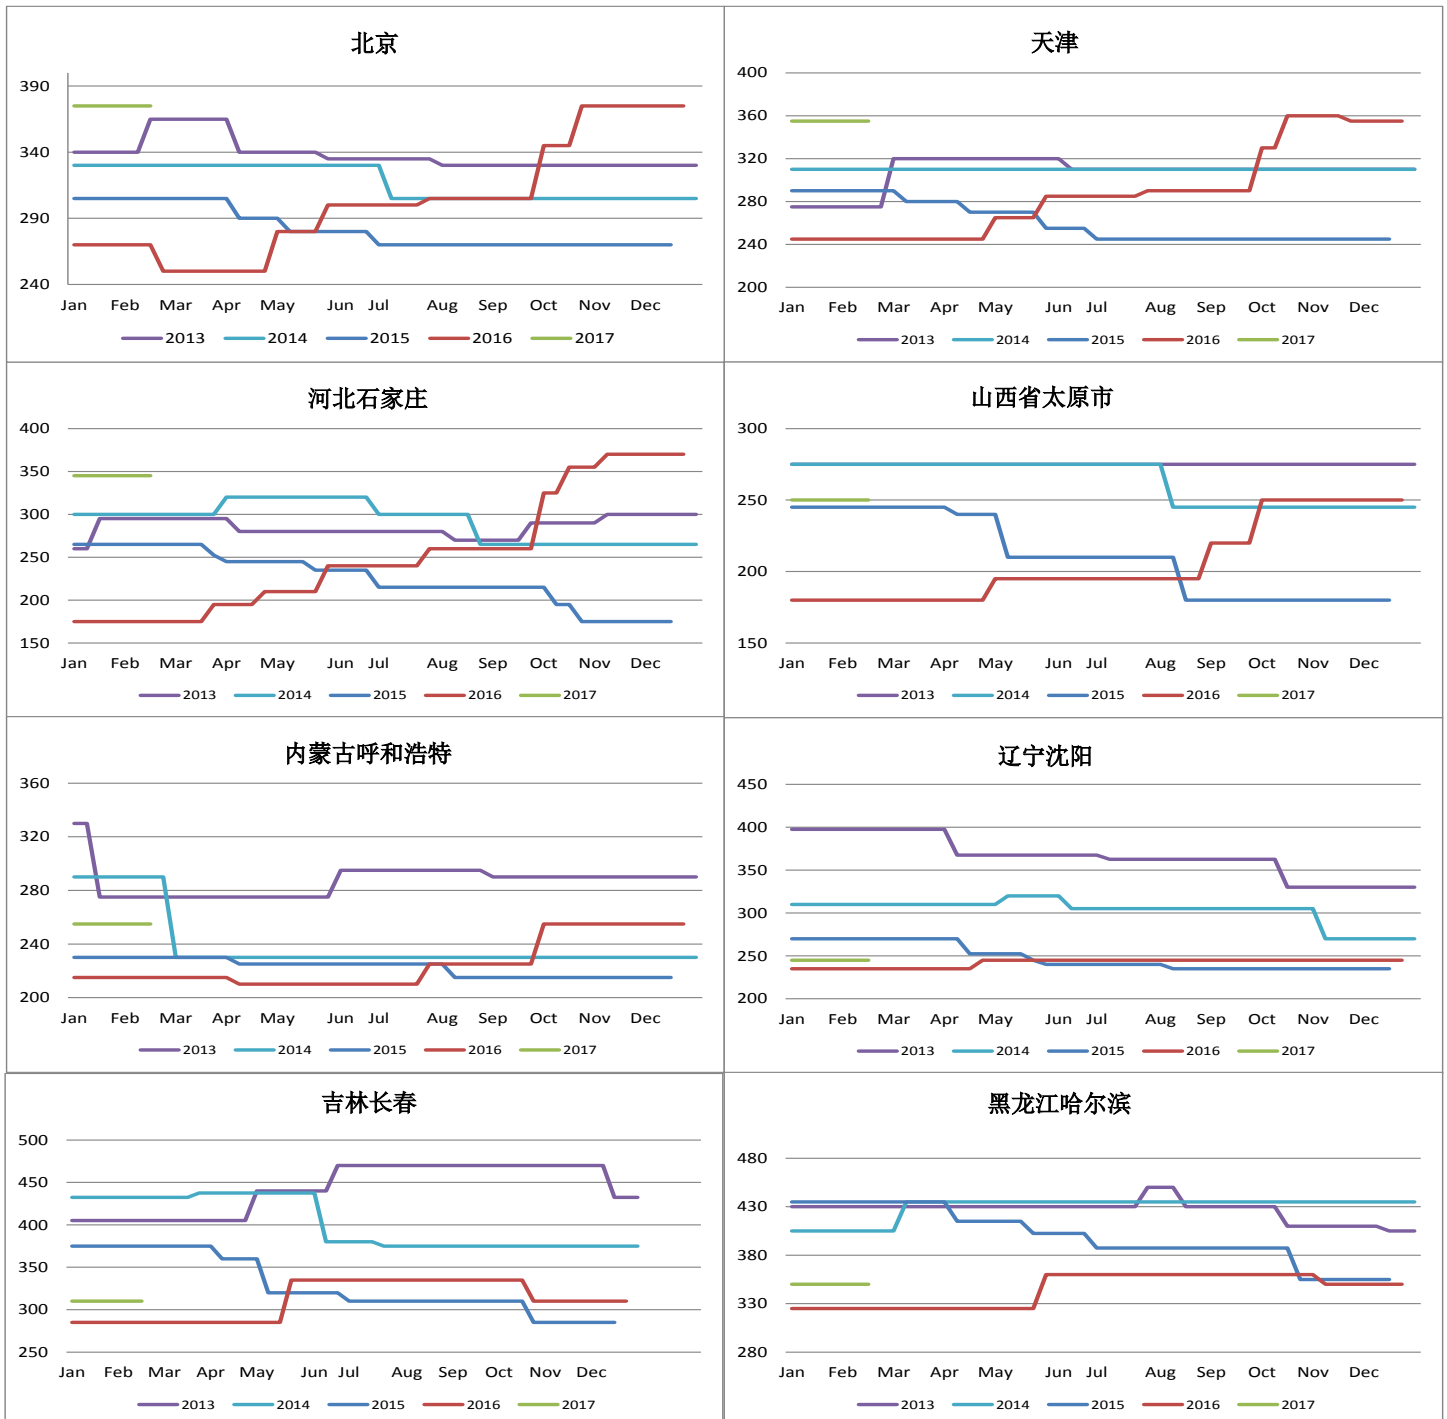 北京
390
340
290
240
Jan Feb Mar Apr May Jun Jul Aug Sep Oct Nov Dec
2013 2014 2015 2016 2017
天津
400
360
320
280
240
200
Jan Feb Mar Apr May Jun Jul Aug Sep Oct Nov Dec
2013 2014 2015 2016 2017
河北石家庄
400
350
300
250
200
150
Jan Feb Mar Apr May Jun Jul Aug Sep Oct Nov Dec
2013 2014 2015 2016 2017
山西省太原市
300
250
200
150
Jan Feb Mar Apr May Jun Jul Aug Sep Oct Nov Dec
2013 2014 2015 2016 2017
内蒙古呼和浩特
360
320
280
240
200
Jan Feb Mar Apr May Jun Jul Aug Sep Oct Nov Dec
2013 2014 2015 2016 2017
辽宁沈阳
450
400
350
300
250
200
Jan Feb Mar Apr May Jun Jul Aug Sep Oct Nov Dec
2013 2014 2015 2016 2017
吉林长春
500
450
400
350
300
250
Jan Feb Mar Apr May Jun Jul Aug Sep Oct Nov Dec
2013 2014 2015 2016 2017
黑龙江哈尔滨
480
430
380
330
280
Jan Feb Mar Apr May Jun Jul Aug Sep Oct Nov Dec
2013 2014 2015 2016 2017